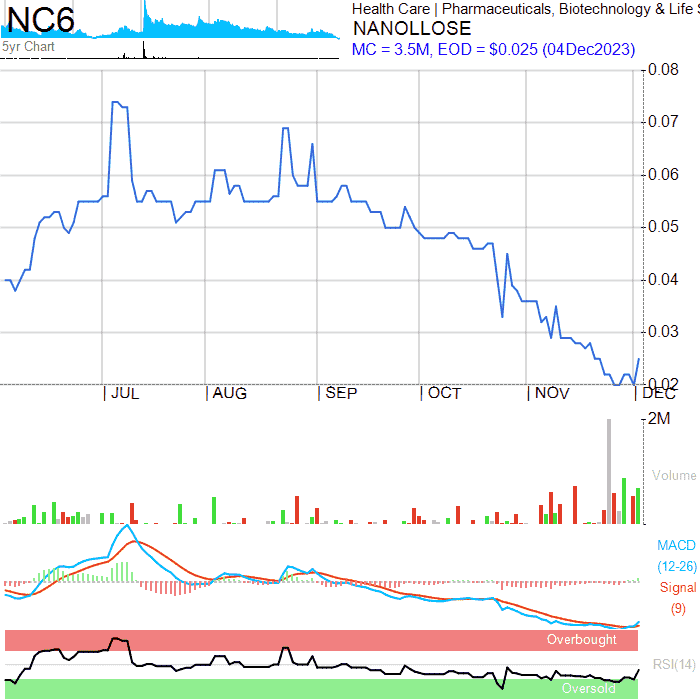 NC6
5yr Chart
Health Care | Pharmaceuticals, Biotechnology & Life S
NANOLLOSE
MC = 3.5M, EOD = $0.025 (04Dec2023)
0.08
0.07
0.06
0.05
0.04
0.03
0.02
JUL AUG SEP OCT NOV DEC
2M
Volume
MACD
(12-26)
Signal
(9)
Overbought
RSI(14)
Oversold